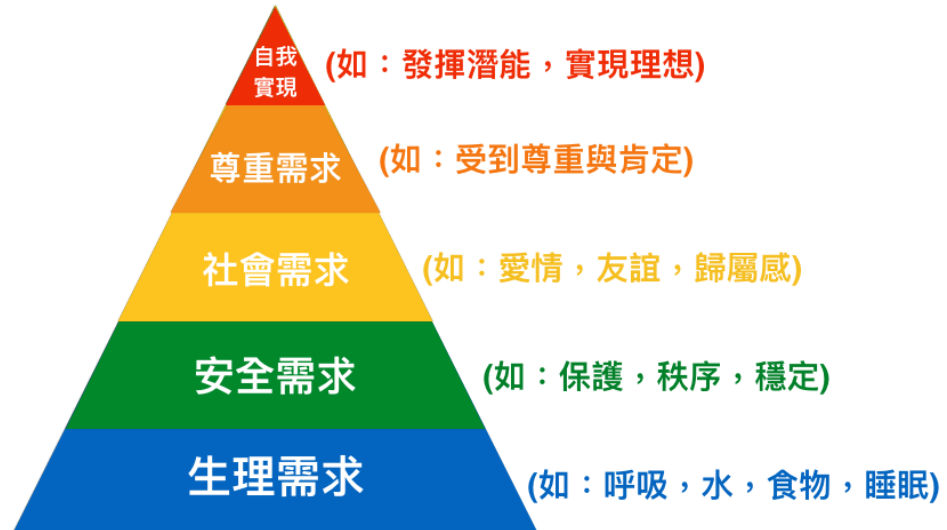 自我
實現
(如：發揮潛能，實現理想)
尊重需求
(如：受到尊重與肯定)
社會需求
(如：愛情，友誼，歸屬感)
安全需求
(如：保護，秩序，穩定)
生理需求
(如：呼吸，水，食物，睡眠)